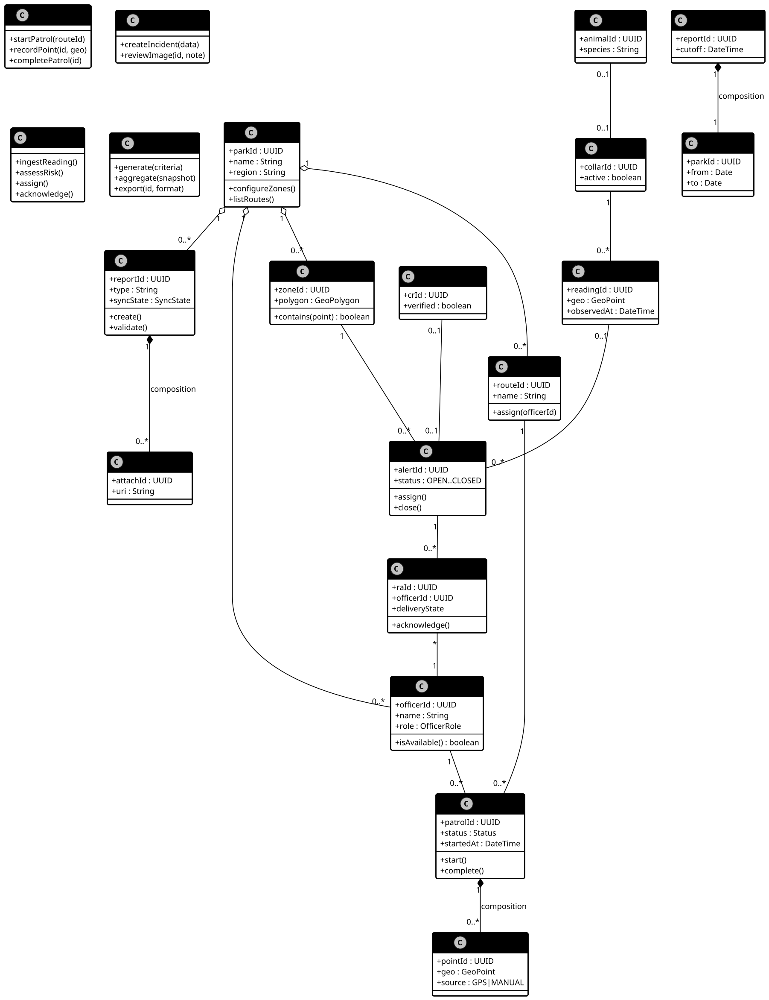 C
+startPatrol(routeId)
+recordPoint(id, geo)
+completePatrol(id)
C
+createIncident(data)
+reviewImage(id, note)
C
+animalId : UUID
+species : String
0..1
0..1
C
+reportId : UUID
+cutoff : DateTime
1
composition
1
C
+ingestReading()
+assessRisk()
+assign()
+acknowledge()
C
+generate(criteria)
+aggregate(snapshot)
+export(id, format)
C
+parkId : UUID
+name : String
+region : String
+configureZones()
+listRoutes()
1
1
1
1
0..*
0..*
C
+collarId : UUID
+active : boolean
1
0..*
C
+parkId : UUID
+from : Date
+to : Date
C
+reportId : UUID
+type : String
+syncState : SyncState
+create()
+validate()
1
composition
0..*
C
+zoneId : UUID
+polygon : GeoPolygon
+contains(point) : boolean
1
0..*
C
+crId : UUID
+verified : boolean
0..1
0..1
C
+readingId : UUID
+geo : GeoPoint
+observedAt : DateTime
0..1
0..*
0..*
C
+routeId : UUID
+name : String
+assign(officerId)
1
C
+attachId : UUID
+uri : String
C
+alertId : UUID
+status : OPEN..CLOSED
+assign()
+close()
1
0..*
C
+raId : UUID
+officerId : UUID
+deliveryState
+acknowledge()
*
1
0..*
C
+officerId : UUID
+name : String
+role : OfficerRole
+isAvailable() : boolean
1
0..*
0..*
C
+patrolId : UUID
+status : Status
+startedAt : DateTime
+start()
+complete()
1
composition
0..*
C
+pointId : UUID
+geo : GeoPoint
+source : GPS|MANUAL